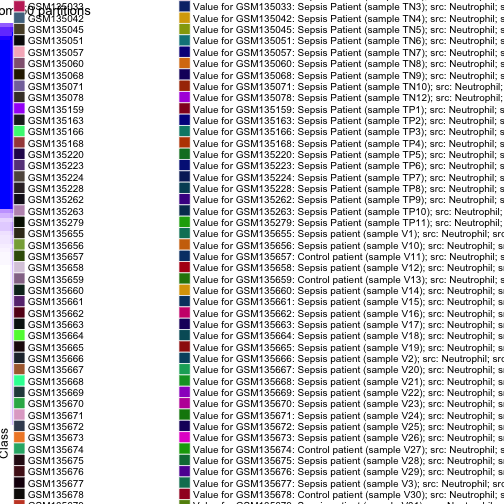 om 50 partitions
GSM135033 Value for GSM135033: Sepsis Patient (sample TN3); src: Neutrophil; s
GSM135042 Value for GSM135042: Sepsis Patient (sample TN4); src: Neutrophil; s
GSM135045 Value for GSM135045: Sepsis Patient (sample TN5); src: Neutrophil; s
GSM135051 Value for GSM135051: Sepsis Patient (sample TN6); src: Neutrophil; s
GSM135057 Value for GSM135057: Sepsis Patient (sample TN7); src: Neutrophil; s
GSM135060 Value for GSM135060: Sepsis Patient (sample TN8); src: Neutrophil; s
GSM135068 Value for GSM135068: Sepsis Patient (sample TN9); src: Neutrophil; s
GSM135071 Value for GSM135071: Sepsis Patient (sample TN10); src: Neutrophil;
GSM135078 Value for GSM135078: Sepsis Patient (sample TN12); src: Neutrophil;
GSM135159 Value for GSM135159: Sepsis Patient (sample TP1); src: Neutrophil; s
GSM135163 Value for GSM135163: Sepsis Patient (sample TP2); src: Neutrophil; s
GSM135166 Value for GSM135166: Sepsis Patient (sample TP3); src: Neutrophil; s
GSM135168 Value for GSM135168: Sepsis Patient (sample TP4); src: Neutrophil; s
GSM135220 Value for GSM135220: Sepsis Patient (sample TP5); src: Neutrophil; s
GSM135223 Value for GSM135223: Sepsis Patient (sample TP6); src: Neutrophil; s
GSM135224 Value for GSM135224: Sepsis Patient (sample TP7); src: Neutrophil; s
GSM135228 Value for GSM135228: Sepsis Patient (sample TP8); src: Neutrophil; s
GSM135262 Value for GSM135262: Sepsis Patient (sample TP9); src: Neutrophil; s
GSM135263 Value for GSM135263: Sepsis Patient (sample TP10); src: Neutrophil;
GSM135279 Value for GSM135279: Sepsis Patient (sample TP11); src: Neutrophil;
GSM135655 Value for GSM135655: Sepsis patient (sample V1); src: Neutrophil; src
GSM135656 Value for GSM135656: Sepsis patient (sample V10); src: Neutrophil; s
GSM135657 Value for GSM135657: Control patient (sample V11); src: Neutrophil; s
GSM135658 Value for GSM135658: Sepsis patient (sample V12); src: Neutrophil; s
GSM135659 Value for GSM135659: Control patient (sample V13); src: Neutrophil; s
GSM135660 Value for GSM135660: Sepsis patient (sample V14); src: Neutrophil; s
GSM135661 Value for GSM135661: Sepsis patient (sample V15); src: Neutrophil; s
GSM135662 Value for GSM135662: Sepsis patient (sample V16); src: Neutrophil; s
GSM135663 Value for GSM135663: Sepsis patient (sample V17); src: Neutrophil; s
GSM135664 Value for GSM135664: Sepsis patient (sample V18); src: Neutrophil; s
GSM135665 Value for GSM135665: Sepsis patient (sample V19); src: Neutrophil; s
GSM135666 Value for GSM135666: Sepsis patient (sample V2); src: Neutrophil; src
GSM135667 Value for GSM135667: Sepsis patient (sample V20); src: Neutrophil; s
GSM135668 Value for GSM135668: Sepsis patient (sample V21); src: Neutrophil; s
GSM135669 Value for GSM135669: Sepsis patient (sample V22); src: Neutrophil; s
GSM135670 Value for GSM135670: Sepsis patient (sample V23); src: Neutrophil; s
GSM135671 Value for GSM135671: Sepsis patient (sample V24); src: Neutrophil; s
GSM135672 Value for GSM135672: Sepsis patient (sample V25); src: Neutrophil; s
GSM135673 Value for GSM135673: Sepsis patient (sample V26); src: Neutrophil; s
GSM135674 Value for GSM135674: Control patient (sample V27); src: Neutrophil; s
GSM135675 Value for GSM135675: Sepsis patient (sample V28); src: Neutrophil; s
GSM135676 Value for GSM135676: Sepsis patient (sample V29); src: Neutrophil; s
GSM135677 Value for GSM135677: Sepsis patient (sample V3); src: Neutrophil; src
GSM135678 Value for GSM135678: Control patient (sample V30); src: Neutrophil; s
Class